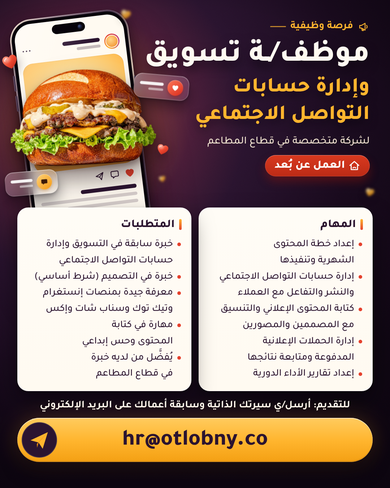 فرصة وظيفية
موظف/ـة تسويق
وإدارة حسابات
التواصل الاجتماعي
لشركة متخصصة في قطاع المطاعم
العمل عن بُعد
المهام
إعداد خطة المحتوى
الشهرية وتنفيذها
إدارة حسابات التواصل الاجتماعي
والنشر والتفاعل مع العملاء
كتابة المحتوى الإعلاني والتنسيق
مع المصممين والمصورين
إدارة الحملات الإعلانية
المدفوعة ومتابعة نتائجها
إعداد تقارير الأداء الدورية
المتطلبات
خبرة سابقة في التسويق وإدارة
حسابات التواصل الاجتماعي
خبرة في التصميم (شرط أساسي)
معرفة جيدة بمنصات إنستغرام
وتيك توك وسناب شات وإكس
مهارة في كتابة
المحتوى وحس إبداعي
يُفضَّل من لديه خبرة
في قطاع المطاعم
للتقديم: أرسل/ي سيرتك الذاتية وسابقة أعمالك على البريد الإلكتروني
hr@otlobny.co